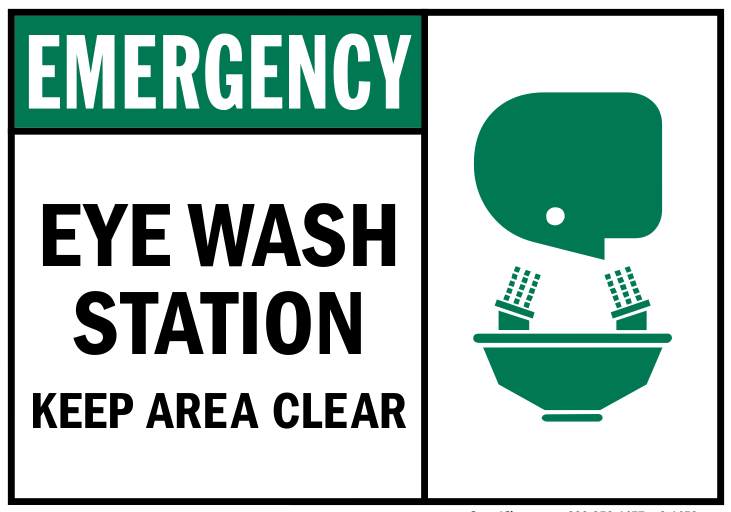 EMERGENCY
EYE WASH
STATION
KEEP AREA CLEAR